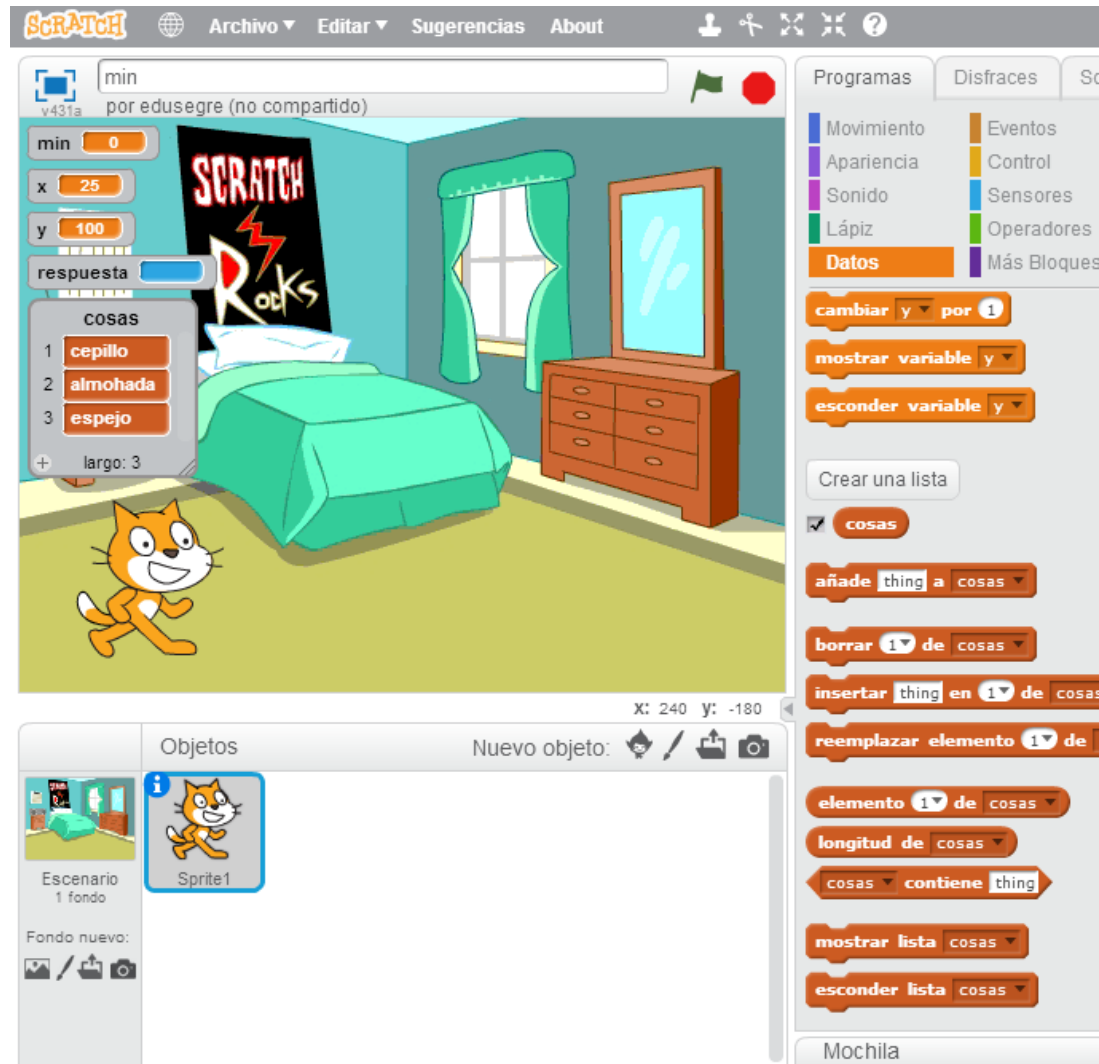 SCRATCH Archivo Editar Sugerencias About
min
v431a por edusegre (no compartido)
min 0
x 25
y 100
respuesta
cosas
1 cepillo
2 almohada
3 espejo
+ largo: 3
SCRATCH
Rocks
x: 240 y: -180
Objetos Nuevo objeto:
Sprite1
Escenario
1 fondo
Fondo nuevo:
Programas Disfraces
Movimiento Eventos
Apariencia Control
Sonido Sensores
Lápiz Operadores
Datos Más Bloques
cambiar y por 1
mostrar variable y
esconder variable y
Crear una lista
cosas
añade thing a cosas
borrar 1 de cosas
insertar thing en 1 de cosas
reemplazar elemento 1 de
elemento 1 de cosas
longitud de cosas
cosas contiene thing
mostrar lista cosas
esconder lista cosas
Mochila